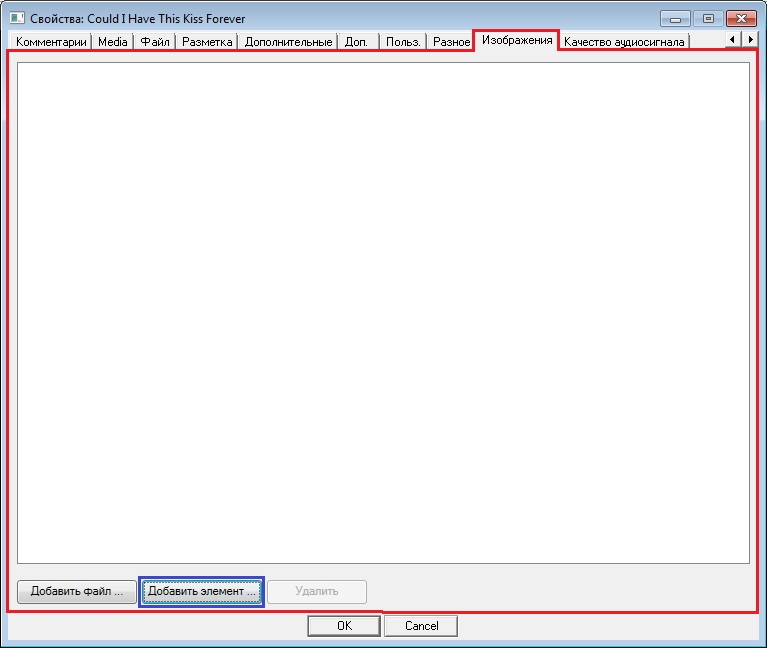 Свойства: Could I Have This Kiss Forever
Комментарии Media Файл Разметка Дополнительные Доп. Польз. Разное Изображения Качество аудиосигнала
Добавить файл ... Добавить элемент ... Удалить
OK Cancel